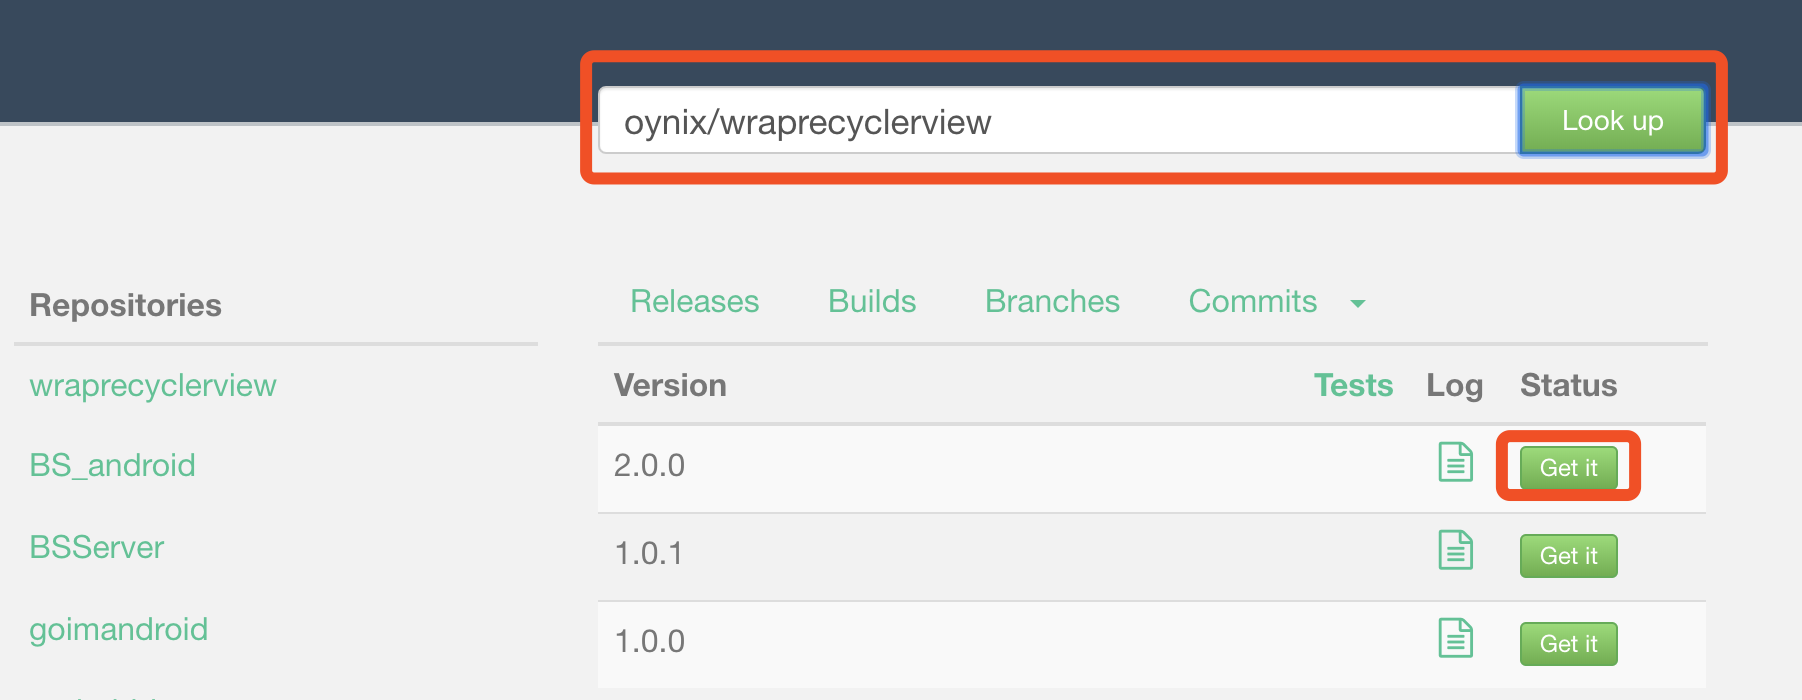 oynix/wraprecyclerview Look up
Repositories
wraprecyclerview
BS_android
BSServer
goimandroid
Releases Builds Branches Commits
Version Tests Log Status
2.0.0 Get it
1.0.1 Get it
1.0.0 Get it